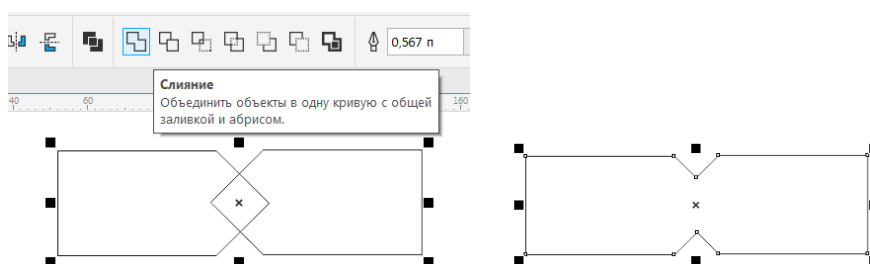 0,567 п
Слияние
Объединить объекты в одну кривую с общей
заливкой и абрисом.
40 60 160